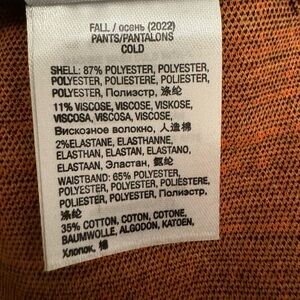 FALL / осень (2022)
PANTS/PANTALONS
COLD
SHELL: 87% POLYESTER, POLYESTER,
POLYESTER, POLIESTERE, POLIESTER,
POLYESTER, Полиэстр, 涤纶
11% VISCOSE, VISCOSE, VISKOSE,
VISCOSA, VISCOSA, VISCOSE,
Вискозное волокно, 人造棉
2%ELASTANE, ELASTHANNE,
ELASTHAN, ELASTAN, ELASTANO,
ELASTAAN, Эластан, 氨纶
WAISTBAND: 65% POLYESTER,
POLYESTER, POLYESTER, POLIESTERE,
POLIESTER, POLYESTER, Полиэстр,
涤纶
35% COTTON, COTON, COTONE,
BAUMWOLLE, ALGODON, KATOEN,
Хлопок, 棉